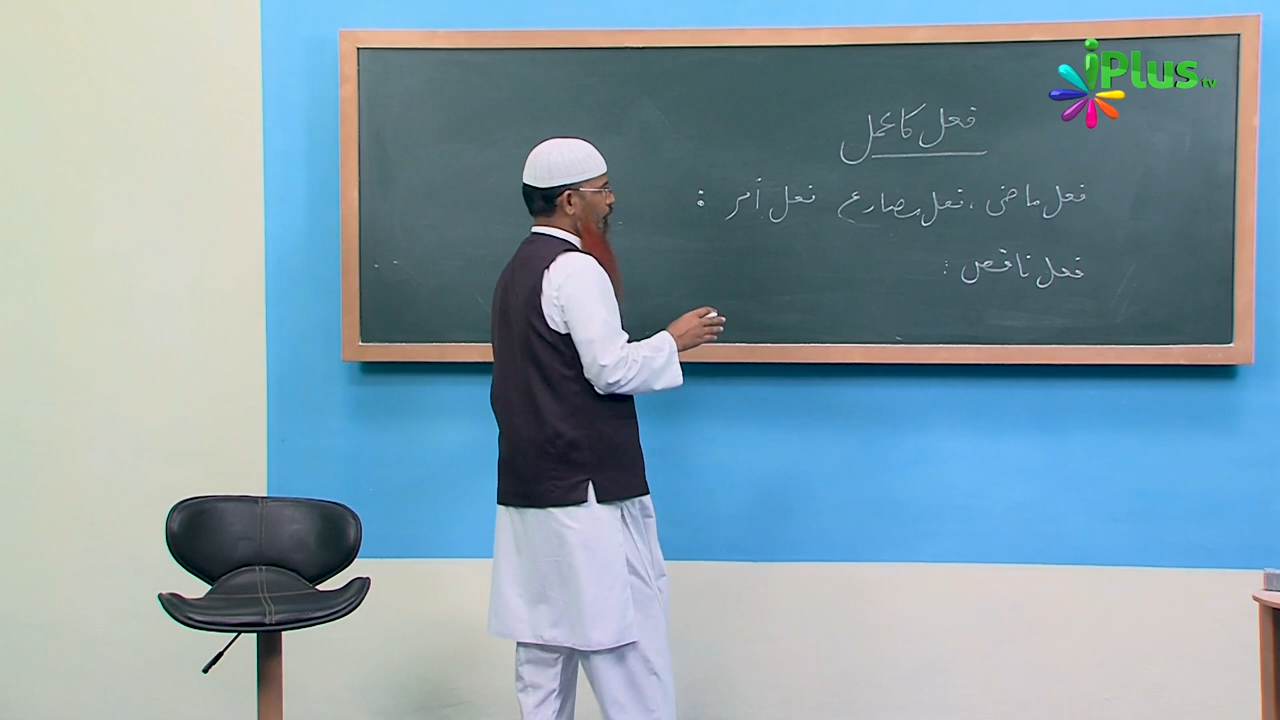 iPlus tv
فعل کا عمل
فعل ماضی ، فعل مضارع فعل أمر :
فعل ناقص :